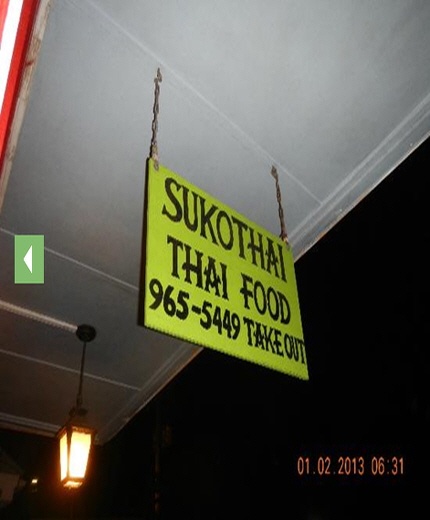 SUKOTHAI
THAI FOOD
965-5449 TAKE OUT
01.02.2013 06:31